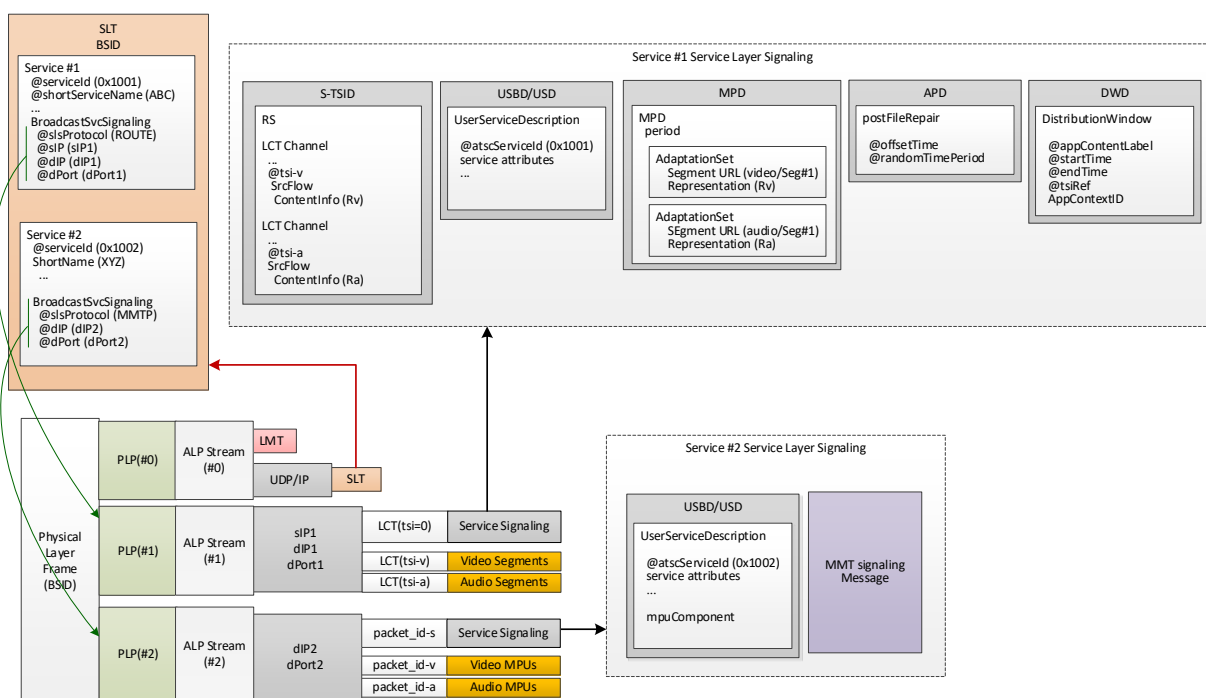 SLT
BSID
Service #1
@serviceId (0x1001)
@shortServiceName (ABC)
...
BroadcastSvcSignaling
@slsProtocol (ROUTE)
@sIP (sIP1)
@dIP (dIP1)
@dPort (dPort1)
Service #2
@serviceId (0x1002)
ShortName (XYZ)
...
BroadcastSvcSignaling
@slsProtocol (MMTP)
@dIP (dIP2)
@dPort (dPort2)
Service #1 Service Layer Signaling
S-TSID
RS
LCT Channel
...
@tsi-v
SrcFlow
ContentInfo (Rv)
LCT Channel
...
@tsi-a
SrcFlow
ContentInfo (Ra)
USBD/USD
UserServiceDescription
@atscServiceId (0x1001)
service attributes
...
MPD
MPD
period
AdaptationSet
Segment URL (video/Seg#1)
Representation (Rv)
AdaptationSet
SEgment URL (audio/Seg#1)
Representation (Ra)
APD
postFileRepair
@offsetTime
@randomTimePeriod
DWD
DistributionWindow
@appContentLabel
@startTime
@endTime
@tsiRef
AppContextID
Physical
Layer
Frame
(BSID)
PLP(#0)
ALP Stream
(#0)
LMT
UDP/IP
SLT
PLP(#1)
ALP Stream
(#1)
sIP1
dIP1
dPort1
LCT(tsi=0)
Service Signaling
LCT(tsi-v)
Video Segments
LCT(tsi-a)
Audio Segments
PLP(#2)
ALP Stream
(#2)
dIP2
dPort2
packet_id-s
Service Signaling
packet_id-v
Video MPUs
packet_id-a
Audio MPUs
Service #2 Service Layer Signaling
USBD/USD
UserServiceDescription
@atscServiceId (0x1002)
service attributes
...
mpuComponent
MMT signaling
Message